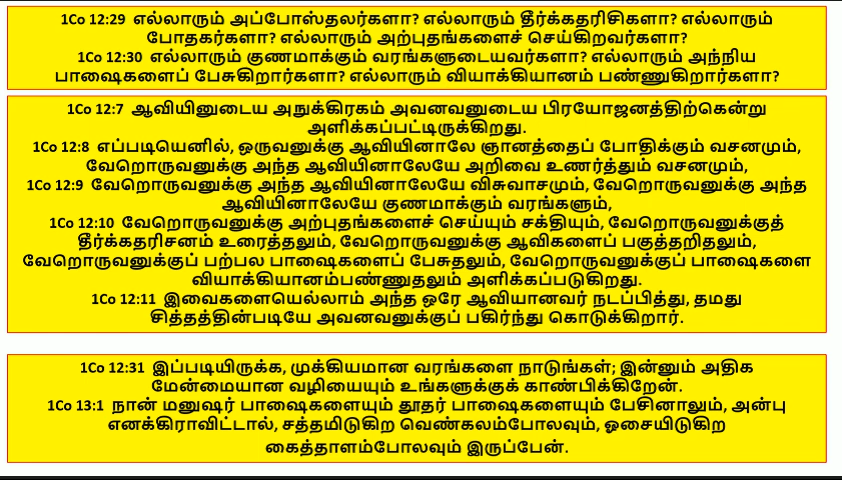 1Co 12:29 எல்லாரும் அப்போஸ்தலர்களா? எல்லாரும் தீர்க்கதரிசிகளா? எல்லாரும்
போதகர்களா? எல்லாரும் அற்புதங்களைச் செய்கிறவர்களா?
1Co 12:30 எல்லாரும் குணமாக்கும் வரங்களுடையவர்களா? எல்லாரும் அந்நிய
பாஷைகளைப் பேசுகிறார்களா? எல்லாரும் வியாக்கியானம் பண்ணுகிறார்களா?
1Co 12:7 ஆவியினுடைய அநுக்கிரகம் அவனவனுடைய பிரயோஜனத்திற்கென்று
அளிக்கப்பட்டிருக்கிறது.
1Co 12:8 எப்படியெனில், ஒருவனுக்கு ஆவியினாலே ஞானத்தைப் போதிக்கும் வசனமும்,
வேறொருவனுக்கு அந்த ஆவியினாலேயே அறிவை உணர்த்தும் வசனமும்,
1Co 12:9 வேறொருவனுக்கு அந்த ஆவியினாலேயே விசுவாசமும், வேறொருவனுக்கு அந்த
ஆவியினாலேயே குணமாக்கும் வரங்களும்,
1Co 12:10 வேறொருவனுக்கு அற்புதங்களைச் செய்யும் சக்தியும், வேறொருவனுக்குத்
தீர்க்கதரிசனம் உரைத்தலும், வேறொருவனுக்கு ஆவிகளைப் பகுத்தறிதலும்,
வேறொருவனுக்குப் பற்பல பாஷைகளைப் பேசுதலும், வேறொருவனுக்குப் பாஷைகளை
வியாக்கியானம்பண்ணுதலும் அளிக்கப்படுகிறது.
1Co 12:11 இவைகளையெல்லாம் அந்த ஒரே ஆவியானவர் நடப்பித்து, தமது
சித்தத்தின்படியே அவனவனுக்குப் பகிர்ந்து கொடுக்கிறார்.
1Co 12:31 இப்படியிருக்க, முக்கியமான வரங்களை நாடுங்கள்; இன்னும் அதிக
மேன்மையான வழியையும் உங்களுக்குக் காண்பிக்கிறேன்.
1Co 13:1 நான் மனுஷர் பாஷைகளையும் தூதர் பாஷைகளையும் பேசினாலும், அன்பு
எனக்கிராவிட்டால், சத்தமிடுகிற வெண்கலம்போலவும், ஓசையிடுகிற
கைத்தாளம்போலவும் இருப்பேன்.